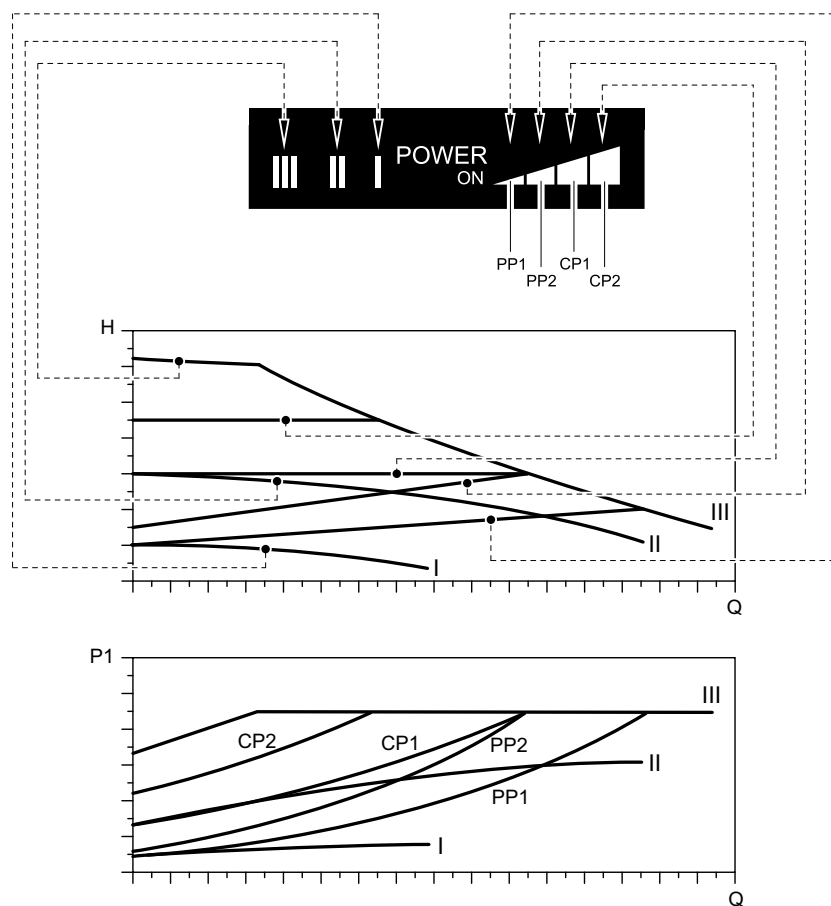 III II I POWER
ON
PP1 CP1
PP2 CP2
H
III
II
I
Q
P1
III
CP2 CP1 PP2
II
PP1
I
Q